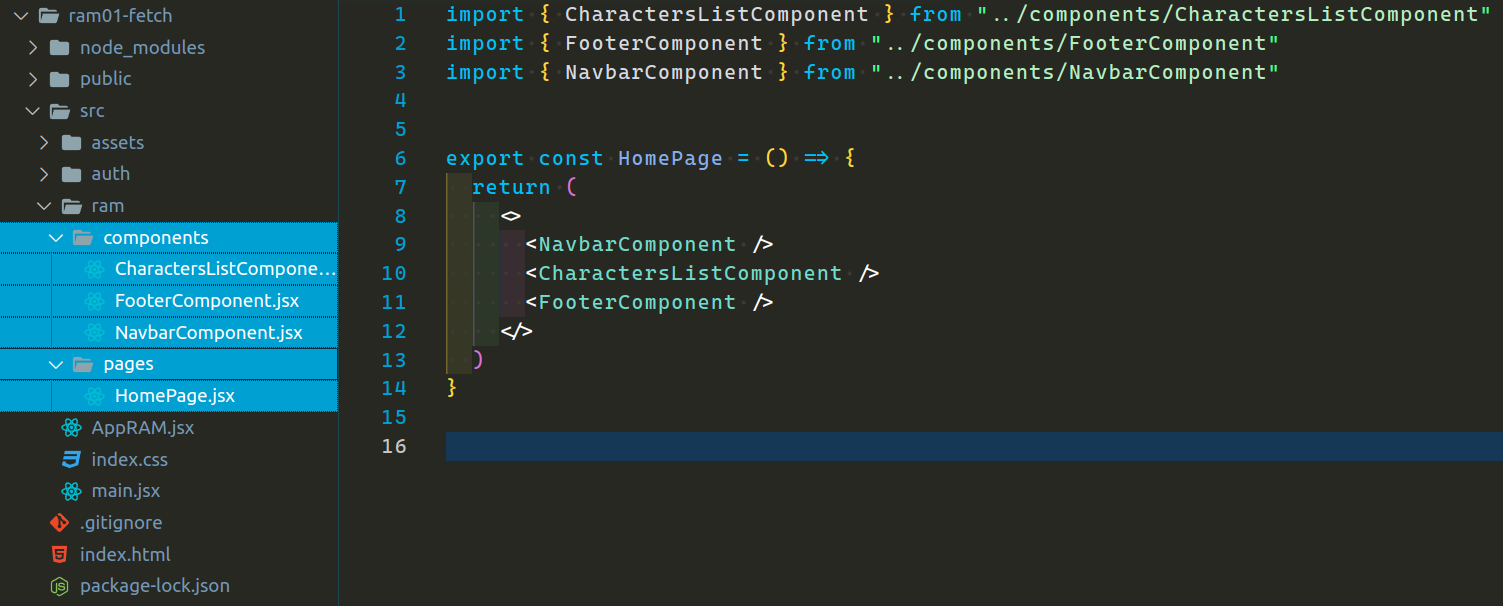 ram01-fetch
node_modules
public
src
assets
auth
ram
components
CharactersListCompone...
FooterComponent.jsx
NavbarComponent.jsx
pages
HomePage.jsx
AppRAM.jsx
index.css
main.jsx
.gitignore
index.html
package-lock.json
1 import { CharactersListComponent } from "../components/CharactersListComponent"
2 import { FooterComponent } from "../components/FooterComponent"
3 import { NavbarComponent } from "../components/NavbarComponent"
4
5
6 export const HomePage = () => {
7   return (
8     <>
9       <NavbarComponent />
10       <CharactersListComponent />
11       <FooterComponent />
12     </>
13   )
14 }
15
16